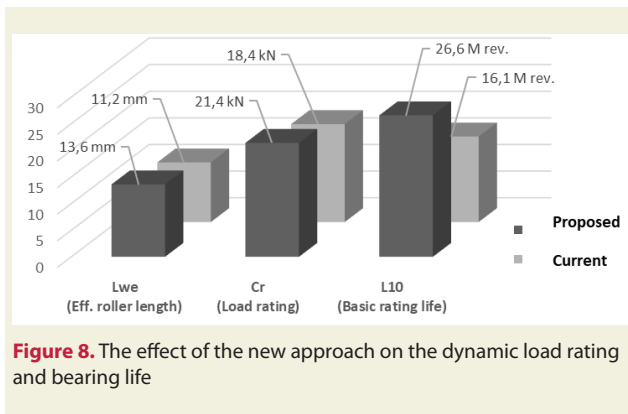 26,6 M rev.
18,4 kN
16,1 M rev.
11,2 mm
21,4 kN
13,6 mm
30
25
20
15
10
5
0
Proposed
Current
Lwe
(Eff. roller length)
Cr
(Load rating)
L10
(Basic rating life)
Figure 8. The effect of the new approach on the dynamic load rating
and bearing life